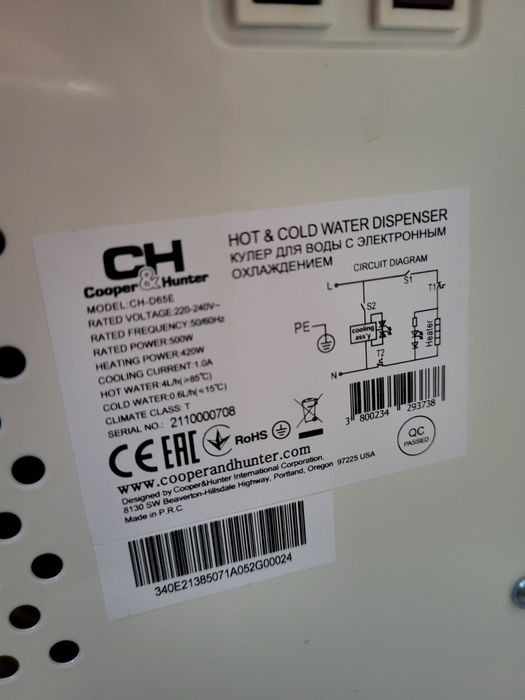 CH
Cooper&Hunter
HOT & COLD WATER DISPENSER
КУЛЕР ДЛЯ ВОДЫ С ЭЛЕКТРОННЫМ
ОХЛАЖДЕНИЕМ
MODEL:CH-D65E
RATED VOLTAGE:220-240V~
RATED FREQUENCY:50/60Hz
RATED POWER:500W
HEATING POWER:420W
COOLING CURRENT:1.0A
HOT WATER:4L/h(≥85℃)
COLD WATER:0.6L/h(≤15℃)
CLIMATE CLASS: T
SERIAL NO.: 2110000708
CIRCUIT DIAGRAM
L
S1
T1
S2
PE
cooling
ass'y
Heater
T2
N
3 800234 293738
CE EAC RoHS
QC
PASSED
www.cooperandhunter.com
Designed by Cooper&Hunter International Corporation,
8130 SW Beaverton-Hillsdale Highway, Portland, Oregon 97225 USA
Made in P.R.C.
340E21385071A052G00024